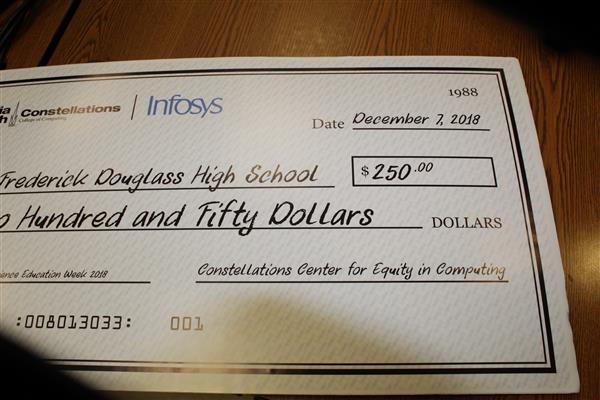 1988
Constellations | Infosys
College of Computing
Date December 7, 2018
Frederick Douglass High School $250.00
Hundred and Fifty Dollars DOLLARS
Education Week 2018 Constellations Center for Equity in Computing
:008013033: 001